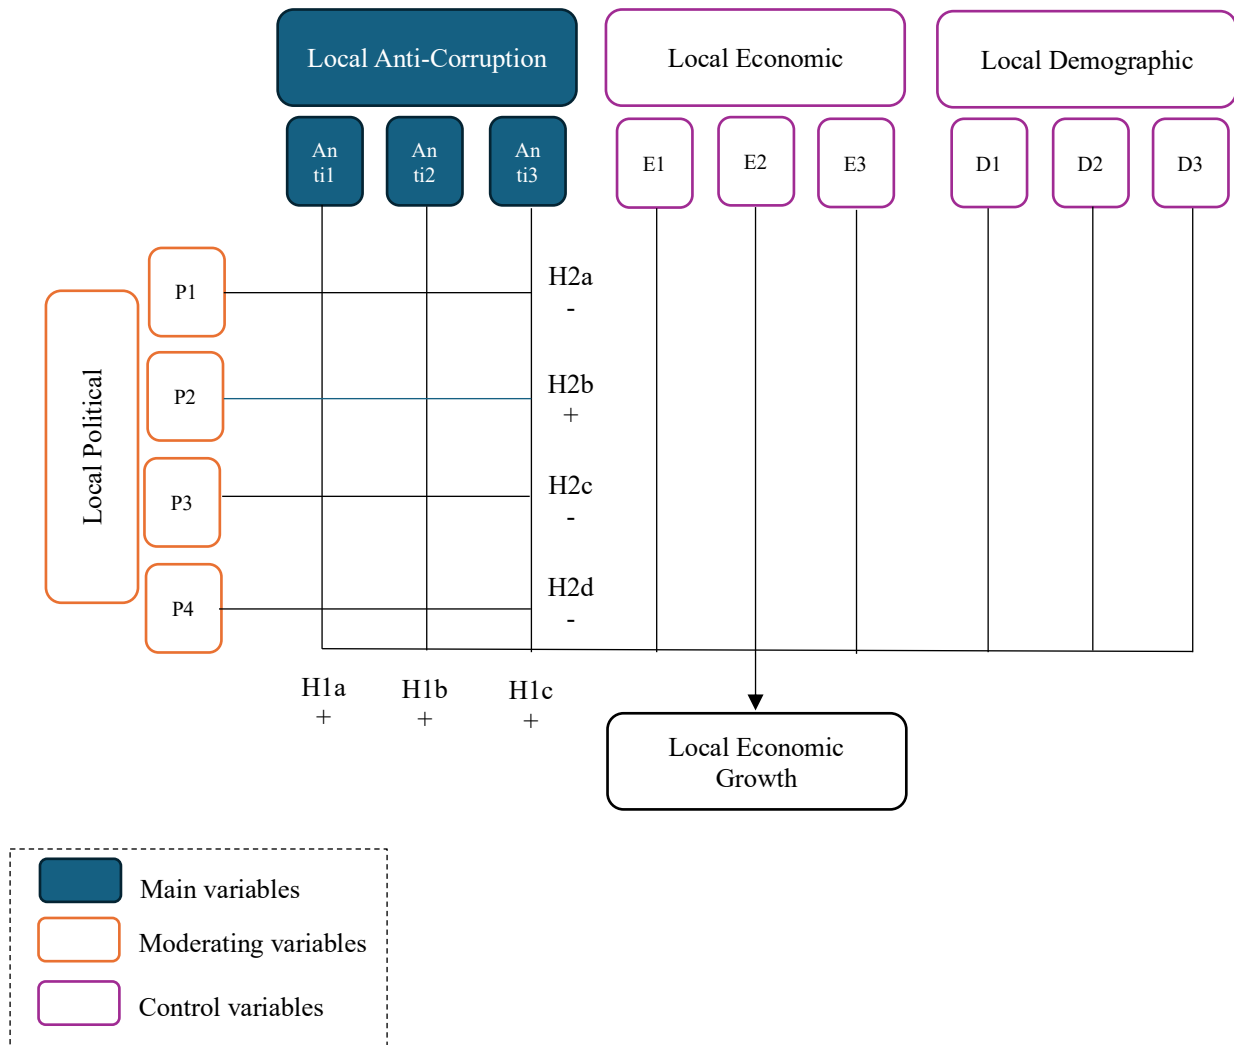 Local Anti-Corruption
Local Economic
Local Demographic
An
ti1
An
ti2
An
ti3
E1
E2
E3
D1
D2
D3
Local Political
P1
H2a
-
P2
H2b
+
P3
H2c
-
P4
H2d
-
H1a
+
H1b
+
H1c
+
Local Economic
Growth
Main variables
Moderating variables
Control variables